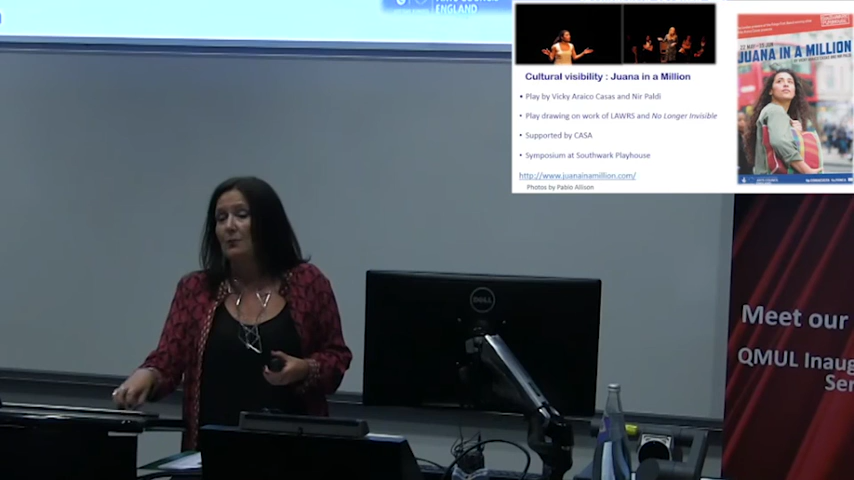 ENGLAND
22 MAY
JUANA IN A MILLION
Cultural visibility : Juana in a Million
• Play by Vicky Araico Casas and Nir Paldi
• Play drawing on work of LAWRS and No Longer Invisible
• Supported by CASA
• Symposium at Southwark Playhouse
http://www.juanainamillion.com/
Photos by Pablo Allison
DELL
Meet our
QMUL Inaug
Ser